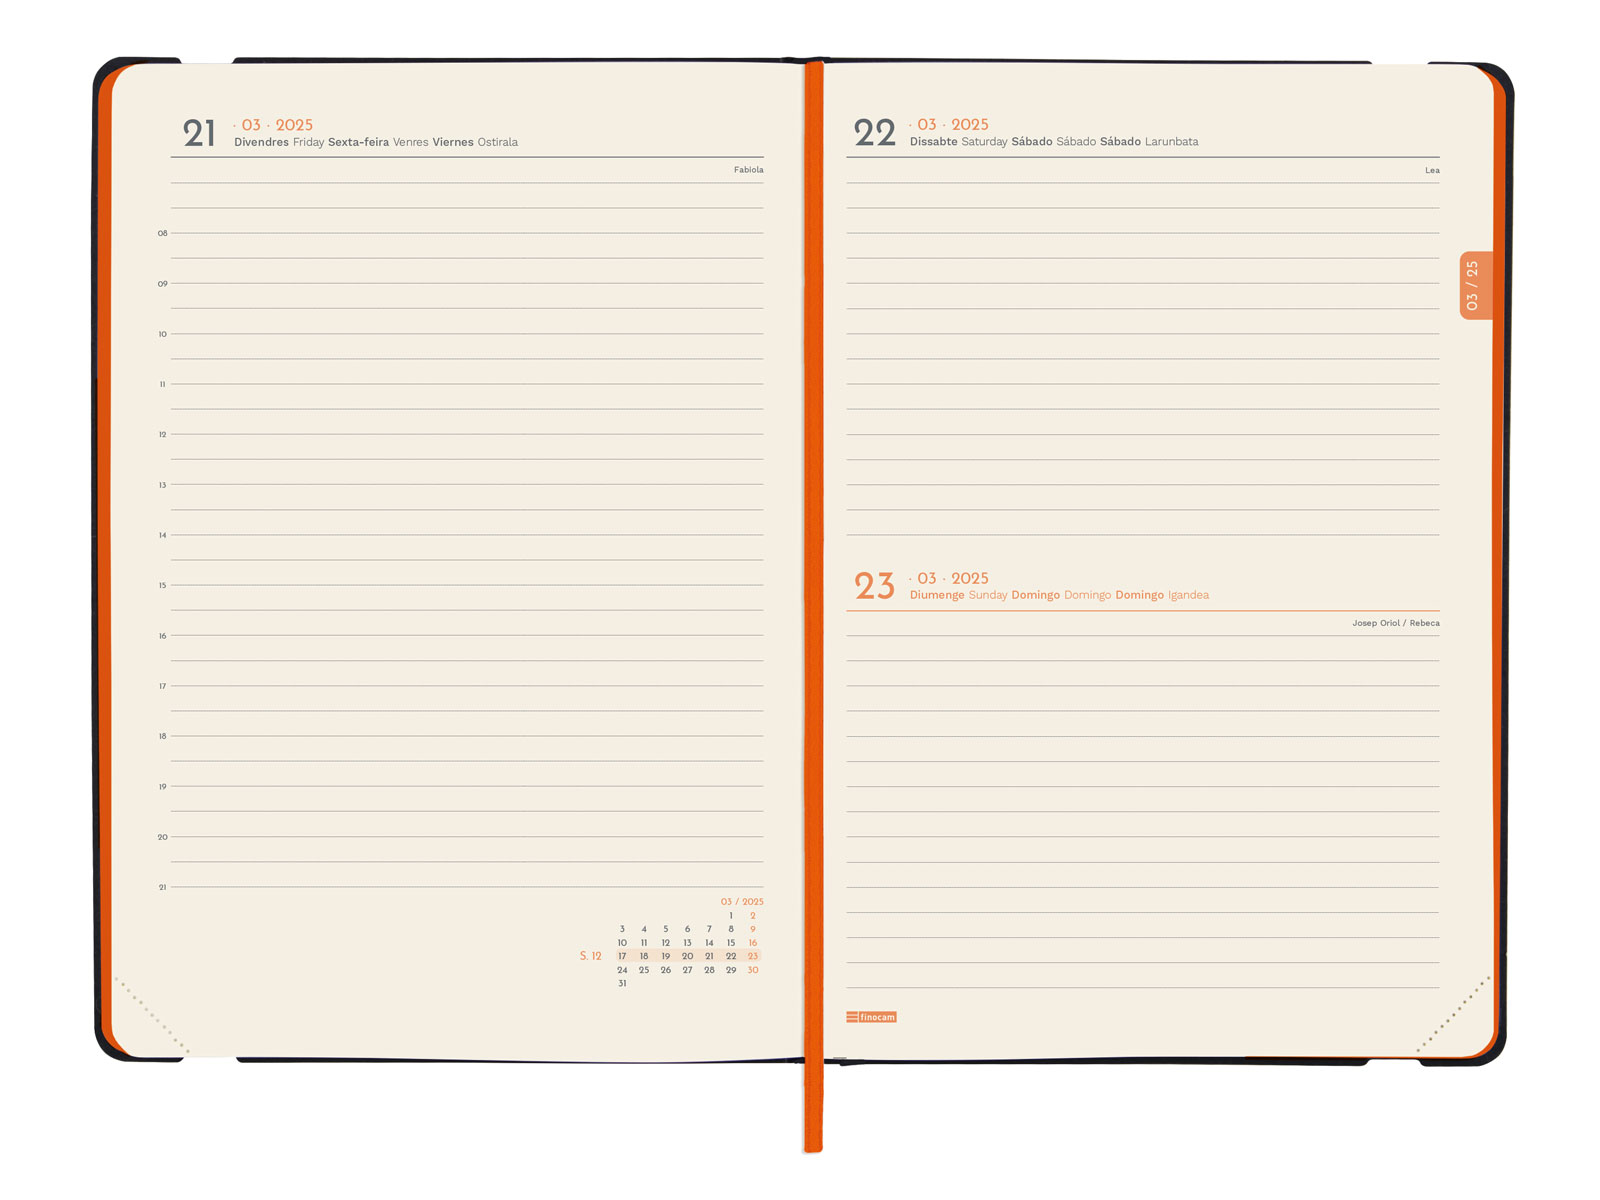 21 · 03 · 2025
Divendres Friday Sexta-feira Venres Viernes Ostirala
Fabiola
08
09
10
11
12
13
14
15
16
17
18
19
20
21
03 / 2025
1 2
3 4 5 6 7 8 9
10 11 12 13 14 15 16
S. 12 17 18 19 20 21 22 23
24 25 26 27 28 29 30
31
22 · 03 · 2025
Dissabte Saturday Sábado Sábado Sábado Larunbata
Lea
03 / 25
23 · 03 · 2025
Diumenge Sunday Domingo Domingo Domingo Igandea
Josep Oriol / Rebeca
finocam